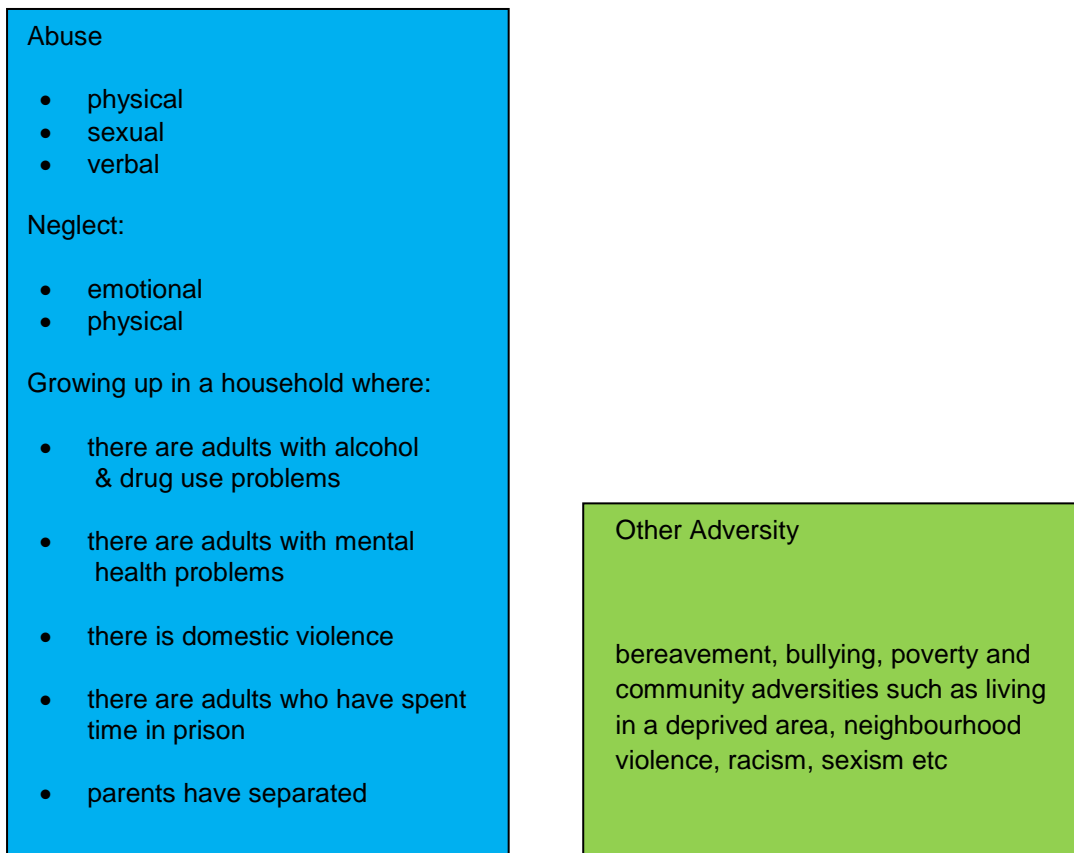 Abuse
• physical
• sexual
• verbal
Neglect:
• emotional
• physical
Growing up in a household where:
• there are adults with alcohol
& drug use problems
• there are adults with mental
health problems
• there is domestic violence
• there are adults who have spent
time in prison
• parents have separated
Other Adversity
bereavement, bullying, poverty and
community adversities such as living
in a deprived area, neighbourhood
violence, racism, sexism etc